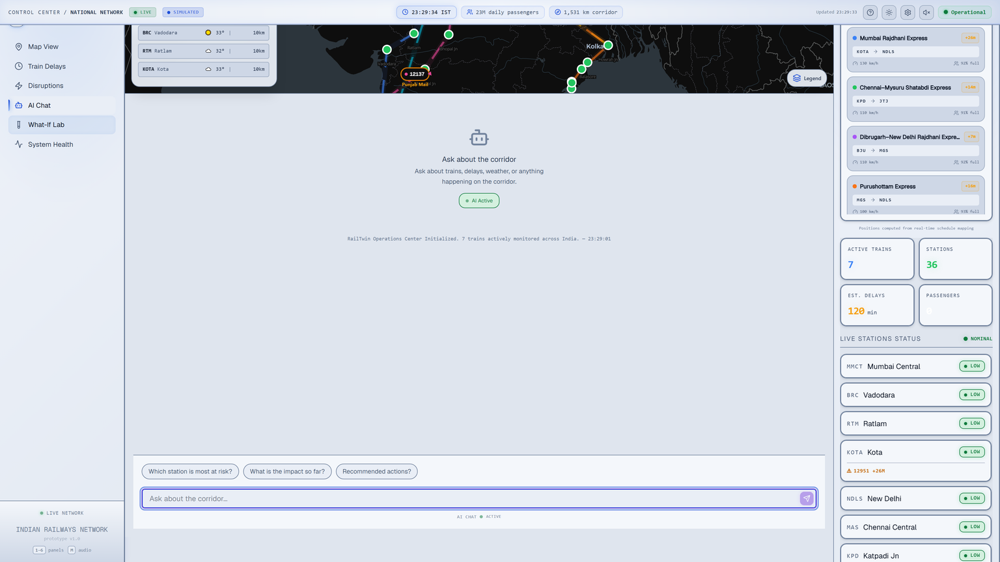 CONTROL CENTER / NATIONAL NETWORK
LIVE
SIMULATED
23:29:34 IST
23M daily passengers
1,531 km corridor
Updated 23:29:33
Operational
Map View
Train Delays
Disruptions
AI Chat
What-If Lab
System Health
LIVE NETWORK
INDIAN RAILWAYS NETWORK
prototype v1.0
1-6 panels M audio
BRC Vadodara 33° | 10km
RTM Ratlam 32° | 10km
KOTA Kota 33° | 10km
Ratlam
Bhopal Jn
Vadodara
12137
Punjab Mail
Kolka
Howrah Jn
Balasore
Legend
Ask about the corridor
Ask about trains, delays, weather, or anything
happening on the corridor.
AI Active
RailTwin Operations Center Initialized. 7 trains actively monitored across India. — 23:29:01
Which station is most at risk?
What is the impact so far?
Recommended actions?
Ask about the corridor...
AI CHAT ACTIVE
Mumbai Rajdhani Express +26m
KOTA → NDLS
130 km/h 92% full
Chennai–Mysuru Shatabdi Express +14m
KPD → JTJ
110 km/h 91% full
Dibrugarh–New Delhi Rajdhani Expre... +7m
BJU → MGS
110 km/h 92% full
Purushottam Express +16m
MGS → NDLS
100 km/h 93% full
Positions computed from real-time schedule mapping
ACTIVE TRAINS
7
STATIONS
36
EST. DELAYS
120 min
PASSENGERS
0
LIVE STATIONS STATUS
NOMINAL
MMCT Mumbai Central LOW
BRC Vadodara LOW
RTM Ratlam LOW
KOTA Kota LOW
12951 +26M
NDLS New Delhi LOW
MAS Chennai Central LOW
KPD Katpadi Jn LOW